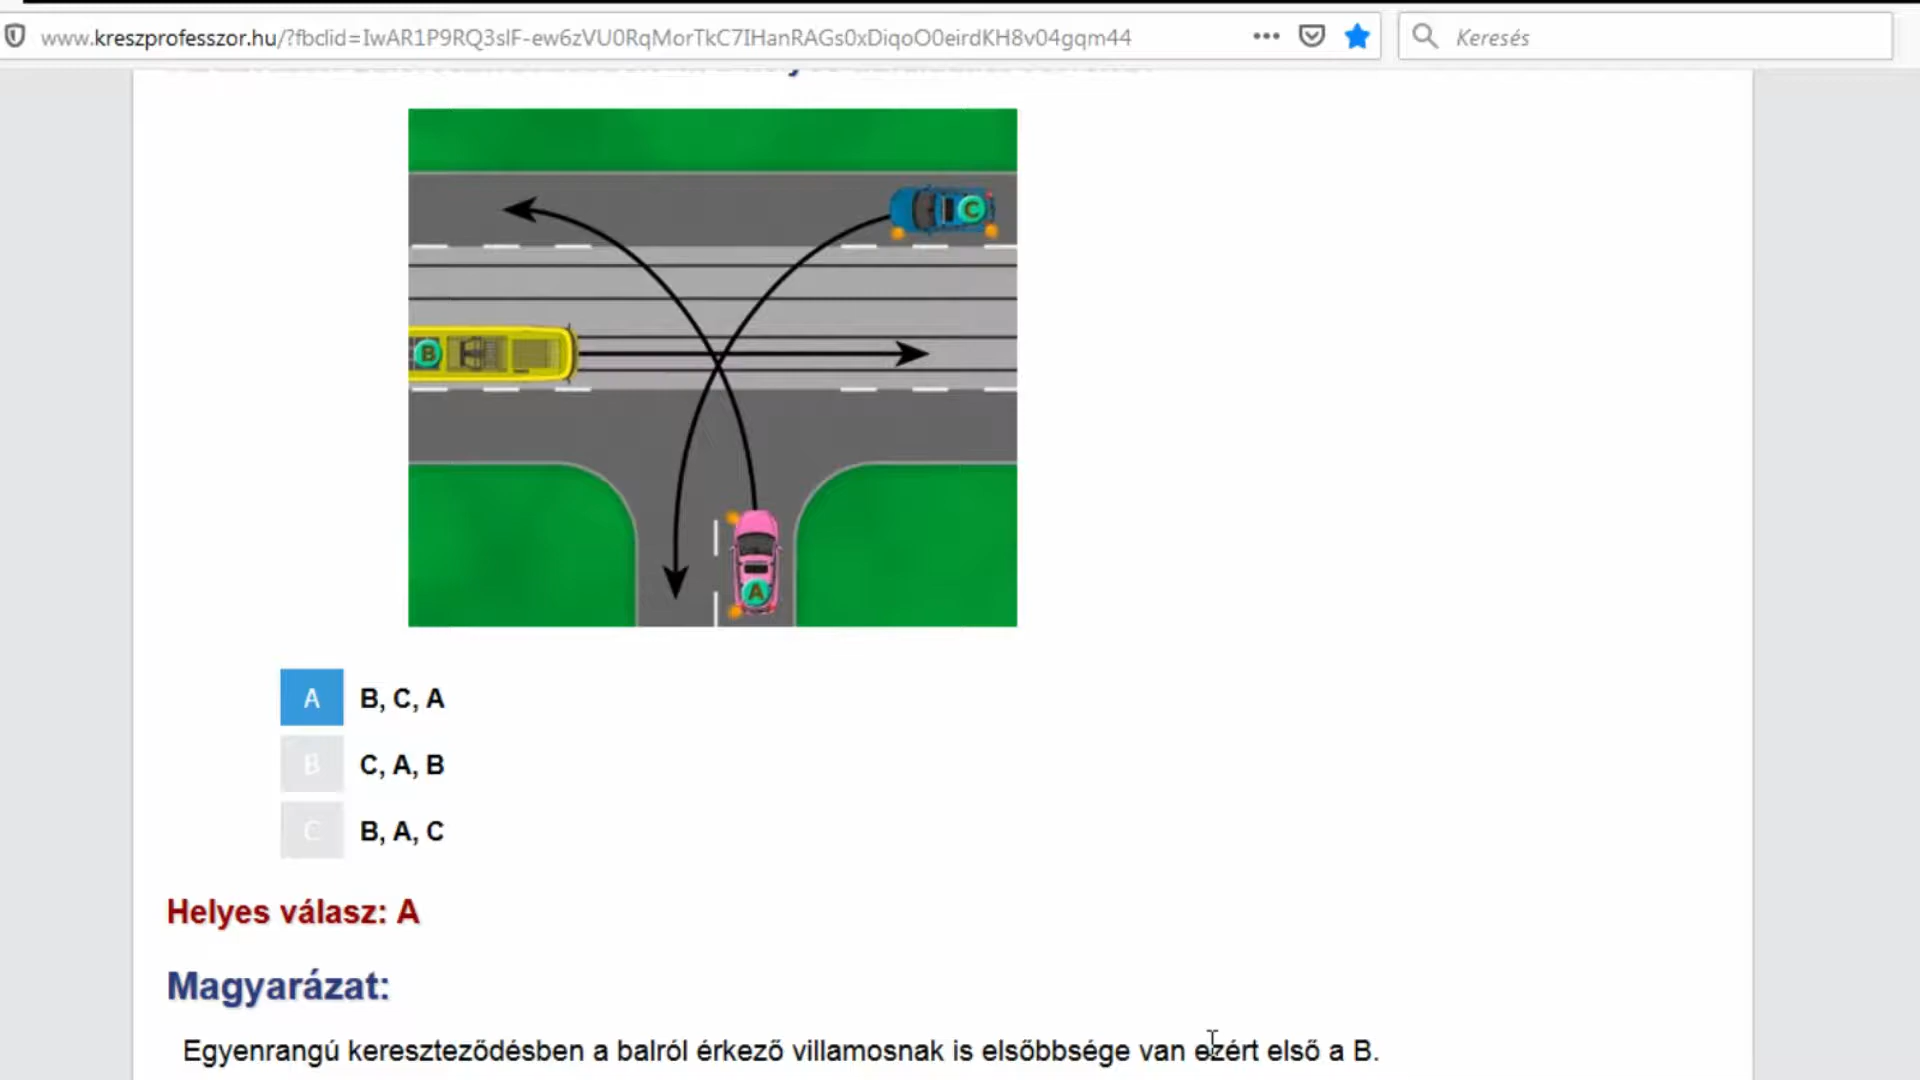 www.kreszprofesszor.hu/?fbclid=IwAR1P9RQ3slF-ew6zVU0RqMorTkC7IHanRAGs0xDiqoO0eirdKH8v04gqm44
Keresés
C
B
A
A B, C, A
B C, A, B
C B, A, C
Helyes válasz: A
Magyarázat:
Egyenrangú kereszteződésben a balról érkező villamosnak is elsőbbsége van ezért első a B.